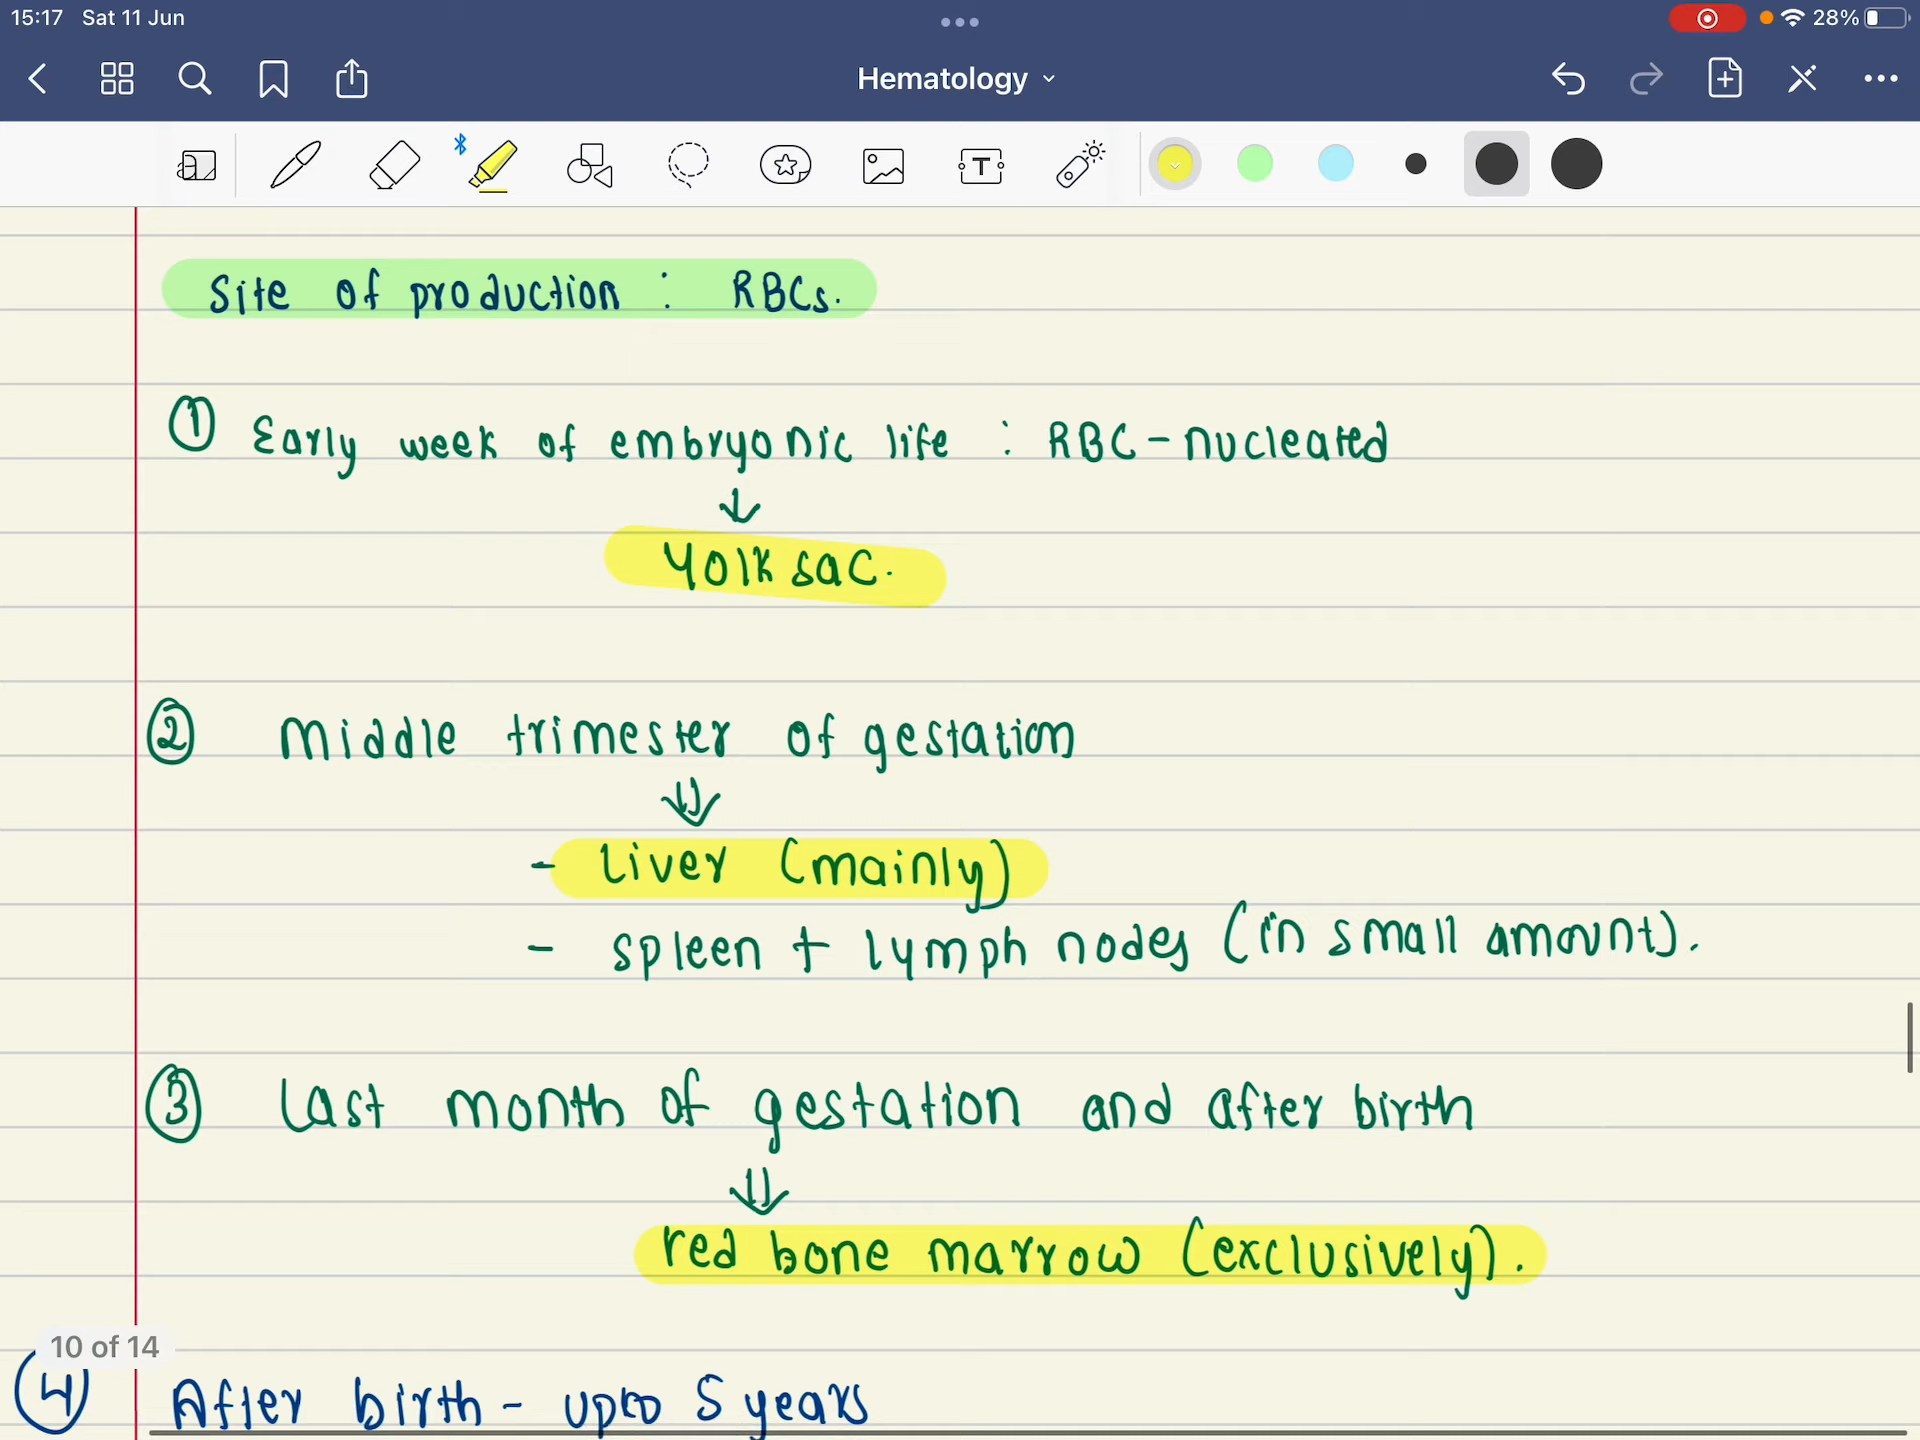 15:17 Sat 11 Jun
28%
Hematology
a
T
Site of production : RBCs.
① Early week of embryonic life : RBC-nucleated
↓
Yolk sac.
② Middle trimester of gestation
⇓
- Liver (mainly)
- spleen + lymph nodes (in small amount).
③ Last month of gestation and after birth
⇓
red bone marrow (exclusively).
10 of 14
④ After birth - upto 5 years